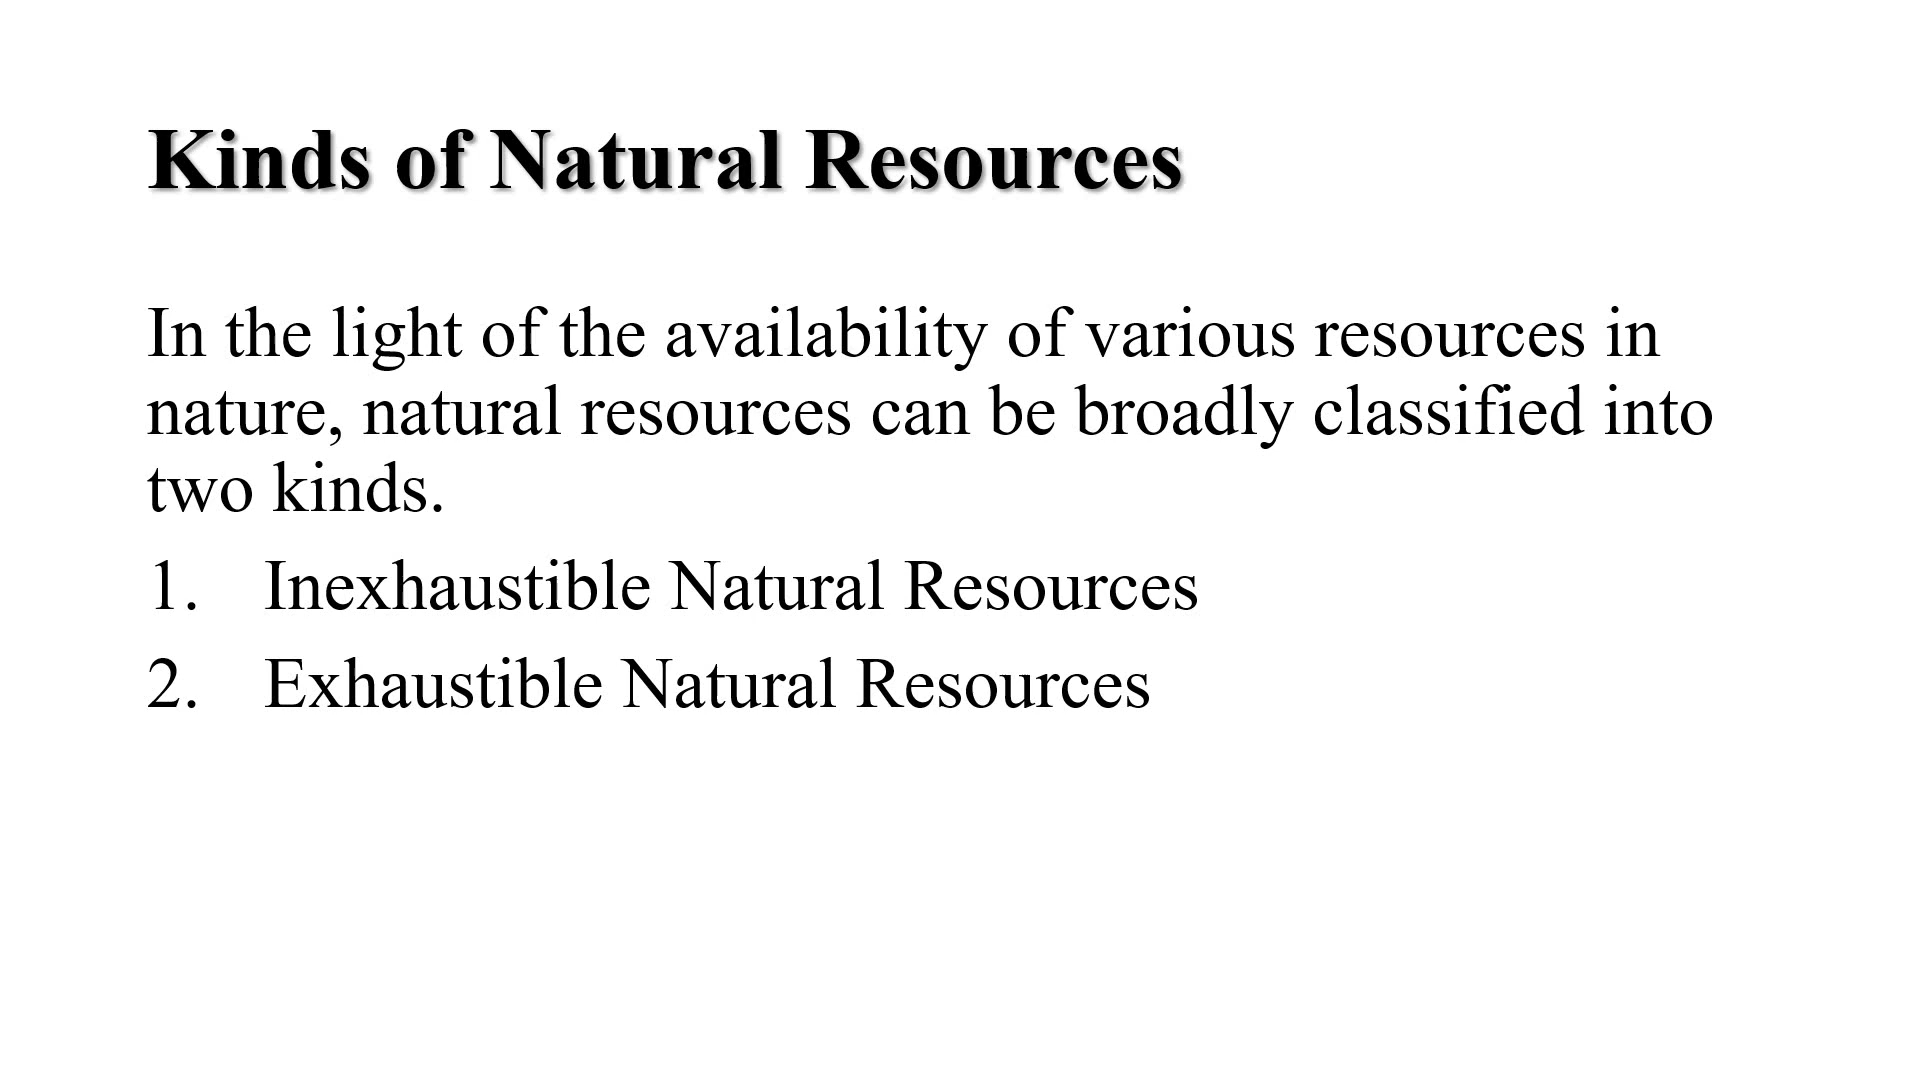 Kinds of Natural Resources
In the light of the availability of various resources in
nature, natural resources can be broadly classified into
two kinds.
1. Inexhaustible Natural Resources
2. Exhaustible Natural Resources